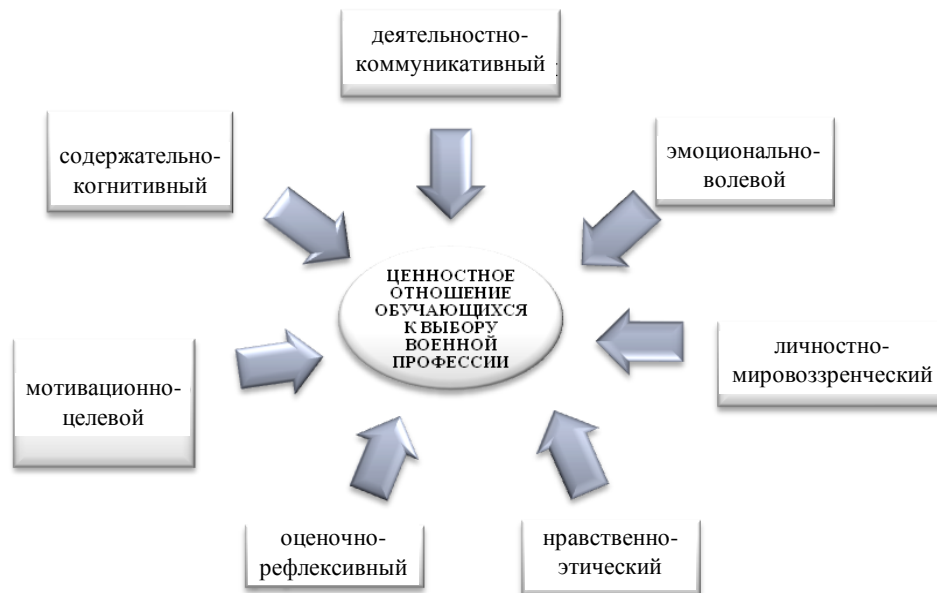 деятельностно-
коммуникативный
содержательно-
когнитивный
эмоционально-
волевой
ЦЕННОСТНОЕ
ОТНОШЕНИЕ
ОБУЧАЮЩИХСЯ
К ВЫБОРУ
ВОЕННОЙ
ПРОФЕССИИ
мотивационно-
целевой
личностно-
мировоззренческий
оценочно-
рефлексивный
нравственно-
этический